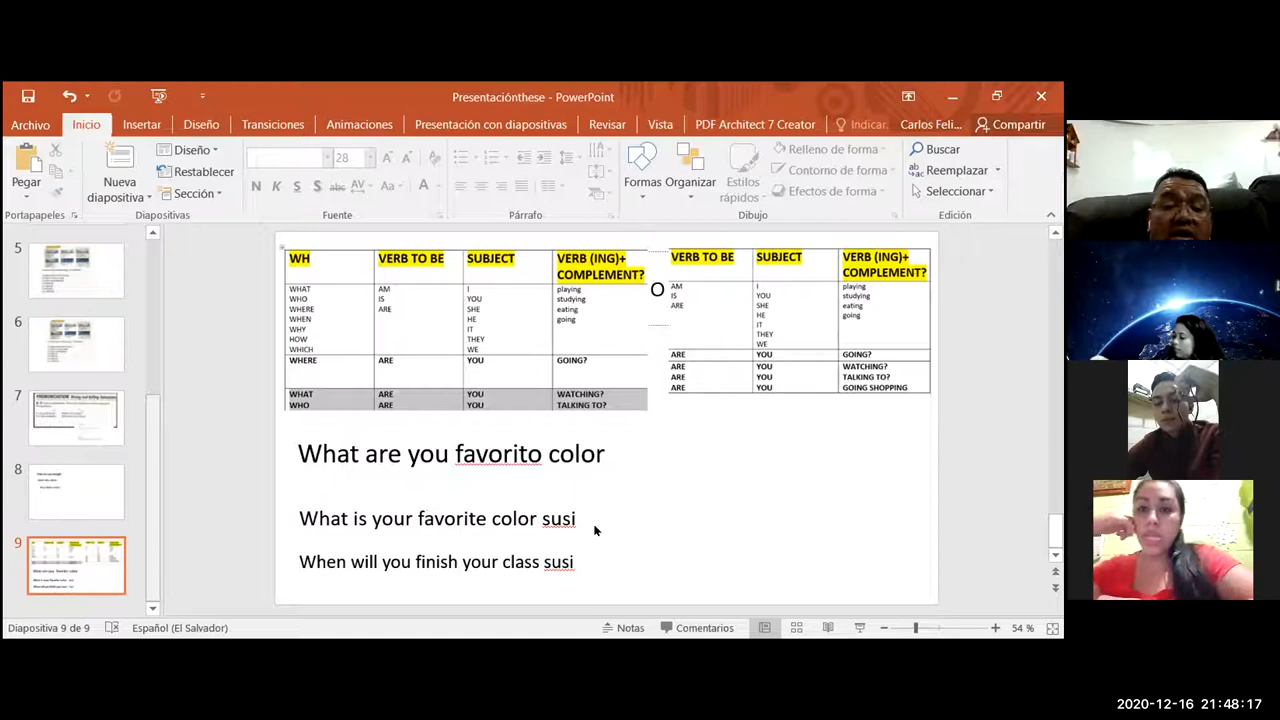 Presentaciónthese - PowerPoint
Archivo Inicio Insertar Diseño Transiciones Animaciones Presentación con diapositivas Revisar Vista PDF Architect 7 Creator Indicar. Carlos Feli... Compartir
Pegar
Nueva diapositiva
Diseño
Restablecer
Sección
28
N K S S abc AV Aa A
Formas
Organizar
Estilos rápidos
Relleno de forma
Contorno de forma
Efectos de forma
Buscar
Reemplazar
Seleccionar
Portapapeles Diapositivas Fuente Párrafo Dibujo Edición
5
6
7
8
9
WH VERB TO BE SUBJECT VERB (ING)+
COMPLEMENT?
WHAT AM I playing
WHO IS YOU studying
WHERE ARE SHE eating
WHEN HE going
WHY IT
HOW THEY
WHICH WE
WHERE ARE YOU GOING?
WHAT ARE YOU WATCHING?
WHO ARE YOU TALKING TO?
O
VERB TO BE SUBJECT VERB (ING)+
COMPLEMENT?
AM I playing
IS YOU studying
ARE SHE eating
HE going
IT
THEY
WE
ARE YOU GOING?
ARE YOU WATCHING?
ARE YOU TALKING TO?
ARE YOU GOING SHOPPING
What are you favorito color
What is your favorite color susi
When will you finish your class susi
Diapositiva 9 de 9 Español (El Salvador) Notas Comentarios 54 %
2020-12-16 21:48:17